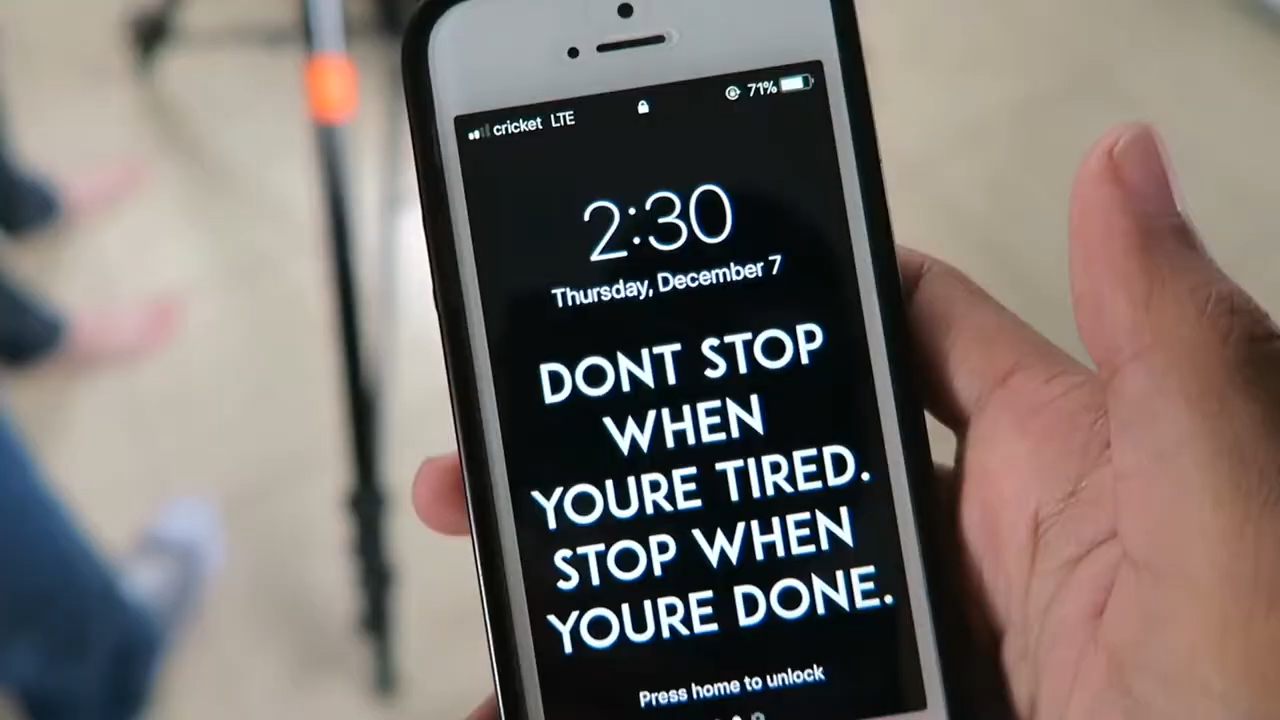 cricket LTE 71%
2:30
Thursday, December 7
DONT STOP
WHEN
YOURE TIRED.
STOP WHEN
YOURE DONE.
Press home to unlock